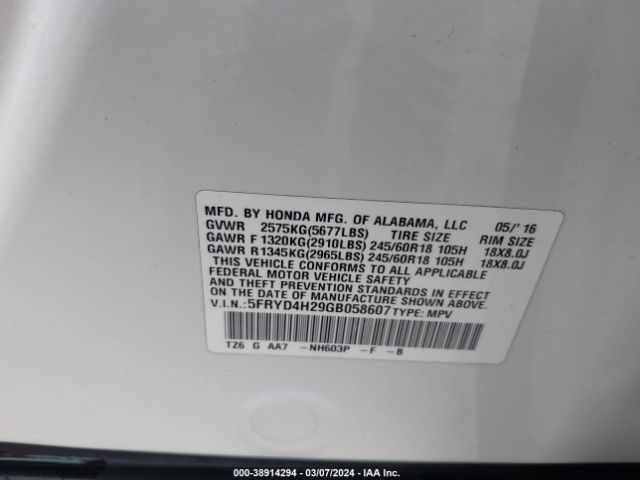 MFD. BY HONDA MFG. OF ALABAMA, LLC 05/'16
GVWR 2575KG(5677LBS) TIRE SIZE RIM SIZE
GAWR F 1320KG(2910LBS) 245/60R18 105H 18X8.0J
GAWR R 1345KG(2965LBS) 245/60R18 105H 18X8.0J
THIS VEHICLE CONFORMS TO ALL APPLICABLE
FEDERAL MOTOR VEHICLE SAFETY
AND THEFT PREVENTION STANDARDS IN EFFECT
ON THE DATE OF MANUFACTURE SHOWN ABOVE.
V.I.N.: 5FRYD4H29GB058607 TYPE: MPV
TZ6 G AA7 -NH603P -F -B
000-38914294 - 03/07/2024 - IAA Inc.